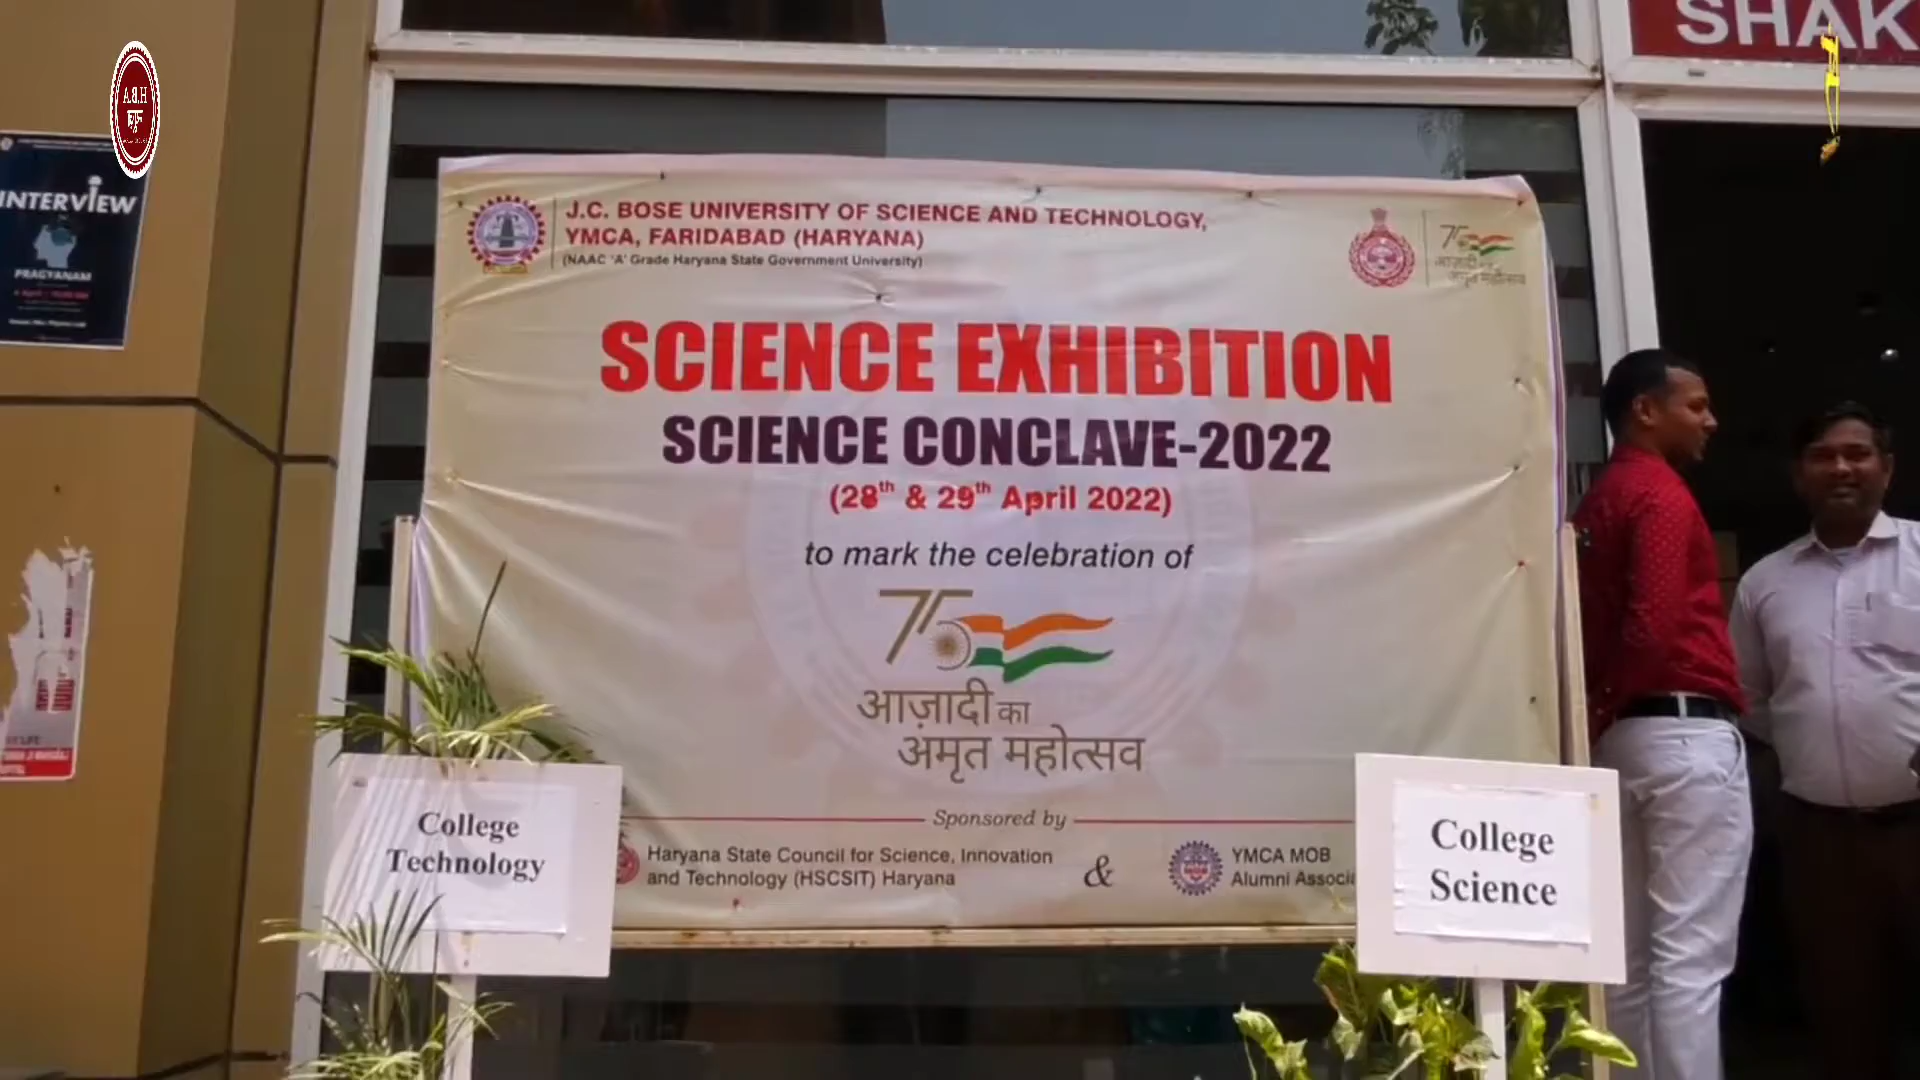 SHAK
H.B.A
INTERVIEW
PRAGYANAM
J.C. BOSE UNIVERSITY OF SCIENCE AND TECHNOLOGY,
YMCA, FARIDABAD (HARYANA)
(NAAC 'A' Grade Haryana State Government University)
75
आज़ादी का
अमृत महोत्सव
SCIENCE EXHIBITION
SCIENCE CONCLAVE-2022
(28th & 29th April 2022)
to mark the celebration of
75
आज़ादी का
अमृत महोत्सव
Sponsored by
Haryana State Council for Science, Innovation
and Technology (HSCSIT) Haryana
&
YMCA MOB
Alumni Associa
College
Technology
College
Science